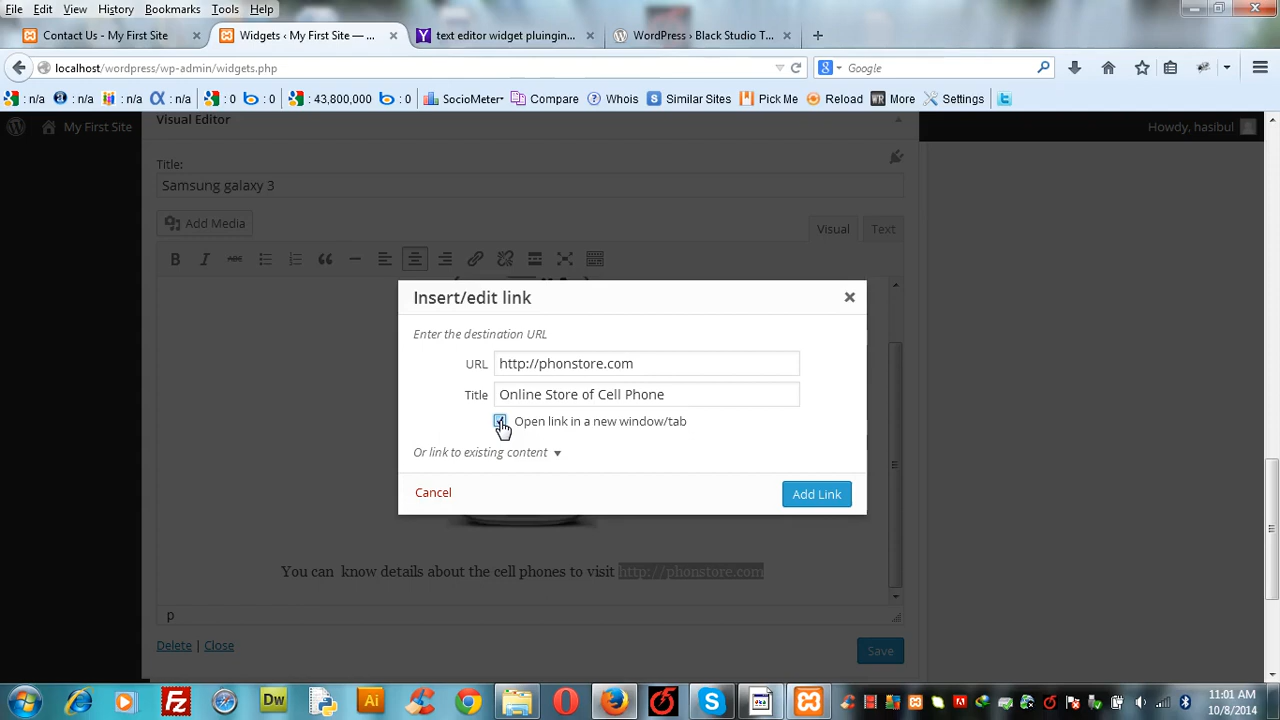 File Edit View History Bookmarks Tools Help
Contact Us - My First Site × Widgets ‹ My First Site — ... × text editor widget pluinging... × WordPress › Black Studio T... × +
localhost/wordpress/wp-admin/widgets.php Google
: n/a : n/a : n/a : n/a : 0 : 0 : 43,800,000 : 0 SocioMeter Compare Whois Similar Sites Pick Me Reload WR More Settings
My First Site Howdy, hasibul
Visual Editor
Title:
Samsung galaxy 3
Add Media Visual Text
B I ABC
Insert/edit link ×
Enter the destination URL
URL http://phonstore.com
Title Online Store of Cell Phone
Open link in a new window/tab
Or link to existing content
Cancel Add Link
You can know details about the cell phones to visit http://phonstore.com
p
Delete | Close Save
Dw Ai
11:01 AM
10/8/2014